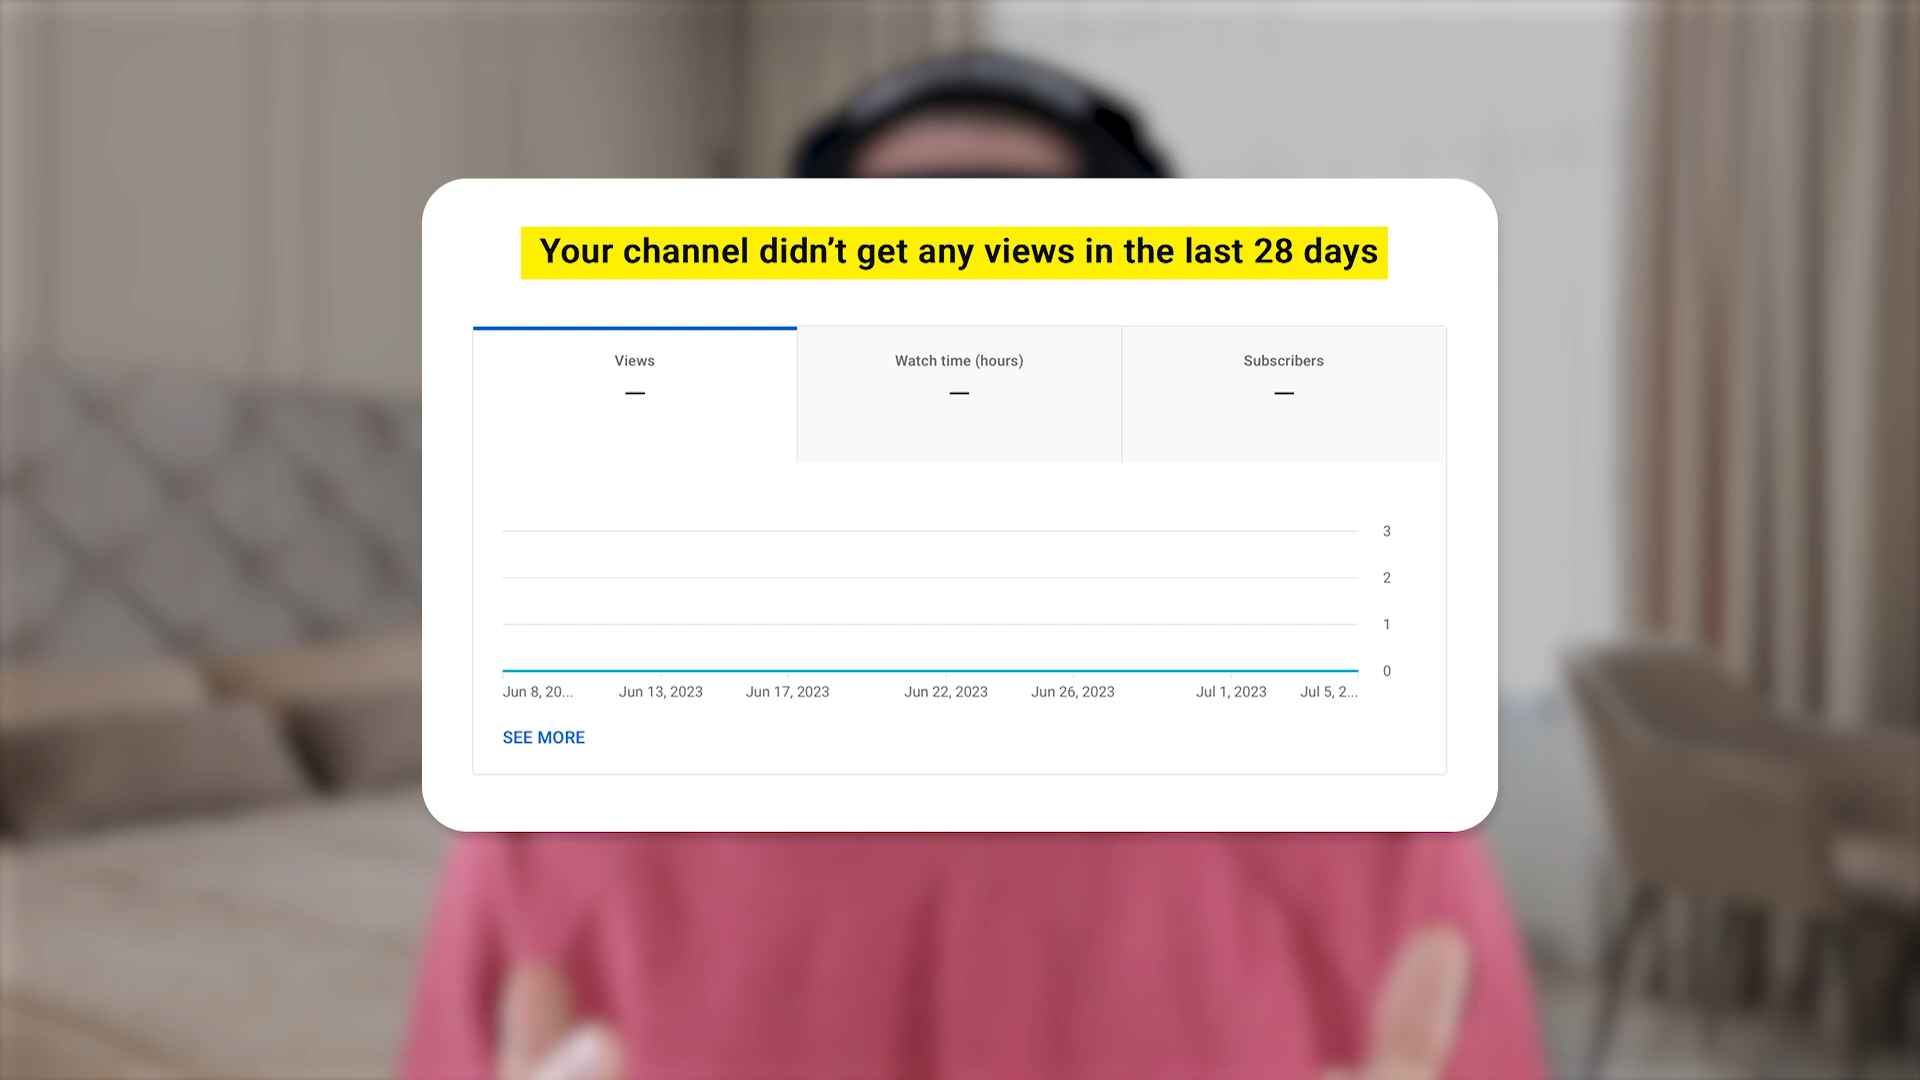 Your channel didn’t get any views in the last 28 days
Views
Watch time (hours)
Subscribers
—
—
—
3
2
1
0
Jun 8, 20...
Jun 13, 2023
Jun 17, 2023
Jun 22, 2023
Jun 26, 2023
Jul 1, 2023
Jul 5, 2...
SEE MORE